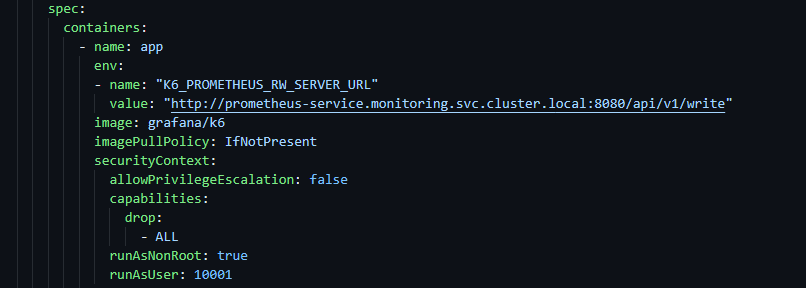 spec:
  containers:
    - name: app
      env:
      - name: "K6_PROMETHEUS_RW_SERVER_URL"
        value: "http://prometheus-service.monitoring.svc.cluster.local:8080/api/v1/write"
      image: grafana/k6
      imagePullPolicy: IfNotPresent
      securityContext:
        allowPrivilegeEscalation: false
        capabilities:
          drop:
            - ALL
        runAsNonRoot: true
        runAsUser: 10001